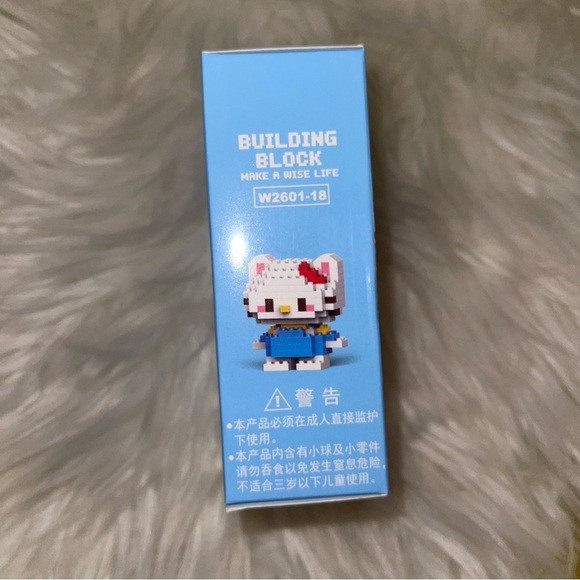 BUILDING
BLOCK
MAKE A WISE LIFE
W2601-18
警告
•本产品必须在成人直接监护
下使用。
•本产品内含有小球及小零件
请勿吞食以免发生窒息危险,
不适合三岁以下儿童使用。